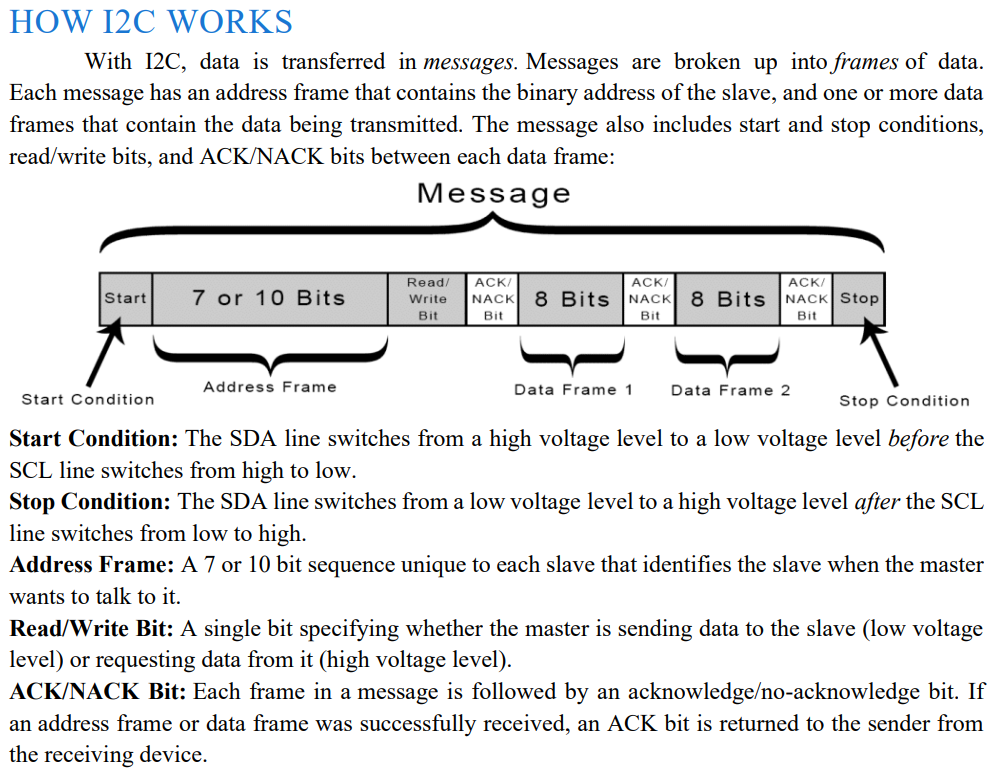 HOW I2C WORKS
With I2C, data is transferred in messages. Messages are broken up into frames of data.
Each message has an address frame that contains the binary address of the slave, and one or more data
frames that contain the data being transmitted. The message also includes start and stop conditions,
read/write bits, and ACK/NACK bits between each data frame:
Message
Start
7 or 10 Bits
Read/
Write
Bit
ACK/
NACK
Bit
8 Bits
ACK/
NACK
Bit
8 Bits
ACK/
NACK
Bit
Stop
Start Condition
Address Frame
Data Frame 1
Data Frame 2
Stop Condition
Start Condition: The SDA line switches from a high voltage level to a low voltage level before the
SCL line switches from high to low.
Stop Condition: The SDA line switches from a low voltage level to a high voltage level after the SCL
line switches from low to high.
Address Frame: A 7 or 10 bit sequence unique to each slave that identifies the slave when the master
wants to talk to it.
Read/Write Bit: A single bit specifying whether the master is sending data to the slave (low voltage
level) or requesting data from it (high voltage level).
ACK/NACK Bit: Each frame in a message is followed by an acknowledge/no-acknowledge bit. If
an address frame or data frame was successfully received, an ACK bit is returned to the sender from
the receiving device.